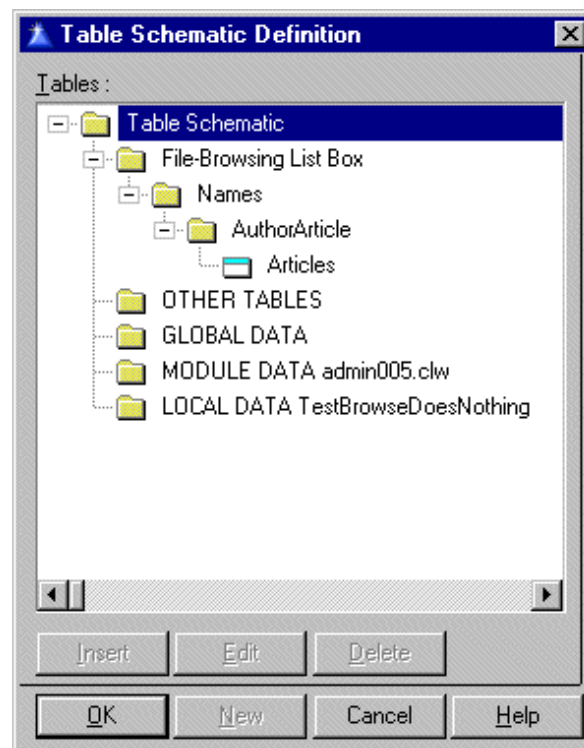 Table Schematic Definition
Tables :
Table Schematic
File-Browsing List Box
Names
AuthorArticle
Articles
OTHER TABLES
GLOBAL DATA
MODULE DATA admin005.clw
LOCAL DATA TestBrowseDoesNothing
Insert Edit Delete
OK New Cancel Help